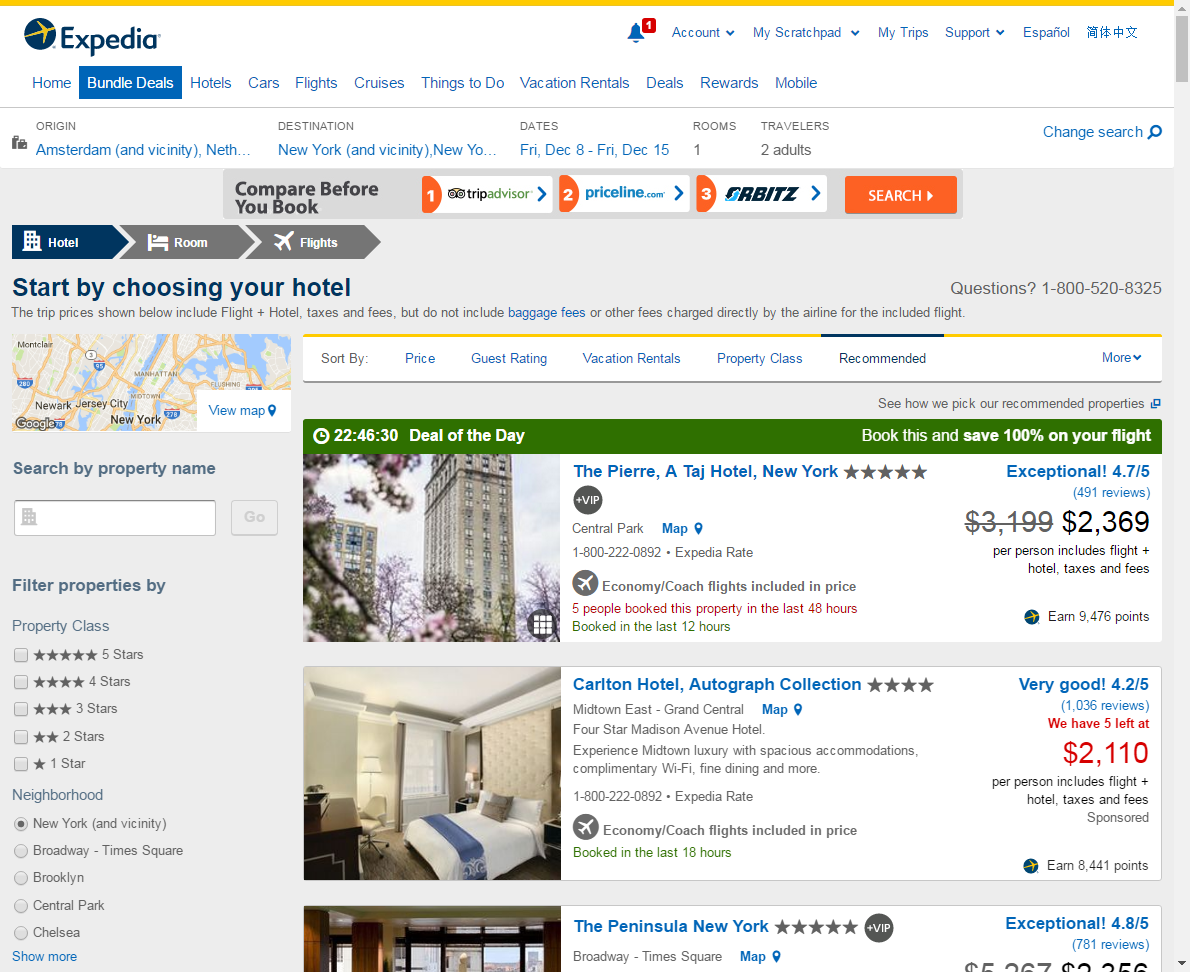 Expedia
1
Account
My Scratchpad
My Trips
Support
Español
简体中文
Home
Bundle Deals
Hotels
Cars
Flights
Cruises
Things to Do
Vacation Rentals
Deals
Rewards
Mobile
ORIGIN
Amsterdam (and vicinity), Neth...
DESTINATION
New York (and vicinity),New Yo...
DATES
Fri, Dec 8 - Fri, Dec 15
ROOMS
1
TRAVELERS
2 adults
Change search
Compare Before
You Book
1 tripadvisor
2 priceline.com
3 ORBITZ
SEARCH
Hotel
Room
Flights
Start by choosing your hotel
Questions? 1-800-520-8325
The trip prices shown below include Flight + Hotel, taxes and fees, but do not include baggage fees or other fees charged directly by the airline for the included flight.
Montclair
3
95
280
MANHATTAN
FLUSHING
MIDTOWN
Newark
Jersey City
278
New York
Google
78
View map
Search by property name
Go
Filter properties by
Property Class
5 Stars
4 Stars
3 Stars
2 Stars
1 Star
Neighborhood
New York (and vicinity)
Broadway - Times Square
Brooklyn
Central Park
Chelsea
Show more
Sort By:
Price
Guest Rating
Vacation Rentals
Property Class
Recommended
More
See how we pick our recommended properties
22:46:30 Deal of the Day
Book this and save 100% on your flight
The Pierre, A Taj Hotel, New York
+VIP
Central Park
Map
1-800-222-0892 • Expedia Rate
Economy/Coach flights included in price
5 people booked this property in the last 48 hours
Booked in the last 12 hours
Exceptional! 4.7/5
(491 reviews)
$3,199 $2,369
per person includes flight +
hotel, taxes and fees
Earn 9,476 points
Carlton Hotel, Autograph Collection
Midtown East - Grand Central
Map
Four Star Madison Avenue Hotel.
Experience Midtown luxury with spacious accommodations,
complimentary Wi-Fi, fine dining and more.
1-800-222-0892 • Expedia Rate
Economy/Coach flights included in price
Booked in the last 18 hours
Very good! 4.2/5
(1,036 reviews)
We have 5 left at
$2,110
per person includes flight +
hotel, taxes and fees
Sponsored
Earn 8,441 points
The Peninsula New York
+VIP
Broadway - Times Square
Map
Exceptional! 4.8/5
(781 reviews)
$5,267 $2,356